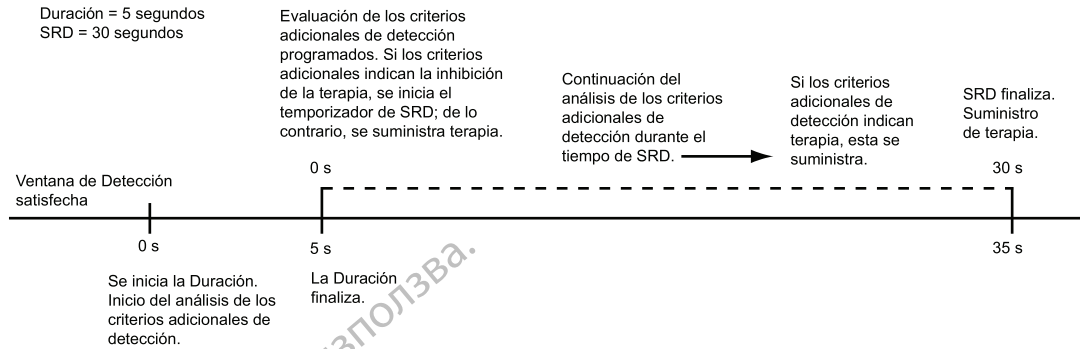 Duración = 5 segundos
SRD = 30 segundos
Evaluación de los criterios
adicionales de detección
programados. Si los criterios
adicionales indican la inhibición
de la terapia, se inicia el
temporizador de SRD; de lo
contrario, se suministra terapia.
Continuación del
análisis de los criterios
adicionales de
detección durante el
tiempo de SRD.
Si los criterios
adicionales de
detección indican
terapia, esta se
suministra.
SRD finaliza.
Suministro
de terapia.
0 s
30 s
Ventana de Detección
satisfecha
0 s
5 s
35 s
Se inicia la Duración.
Inicio del análisis de los
criterios adicionales de
detección.
La Duración
finaliza.